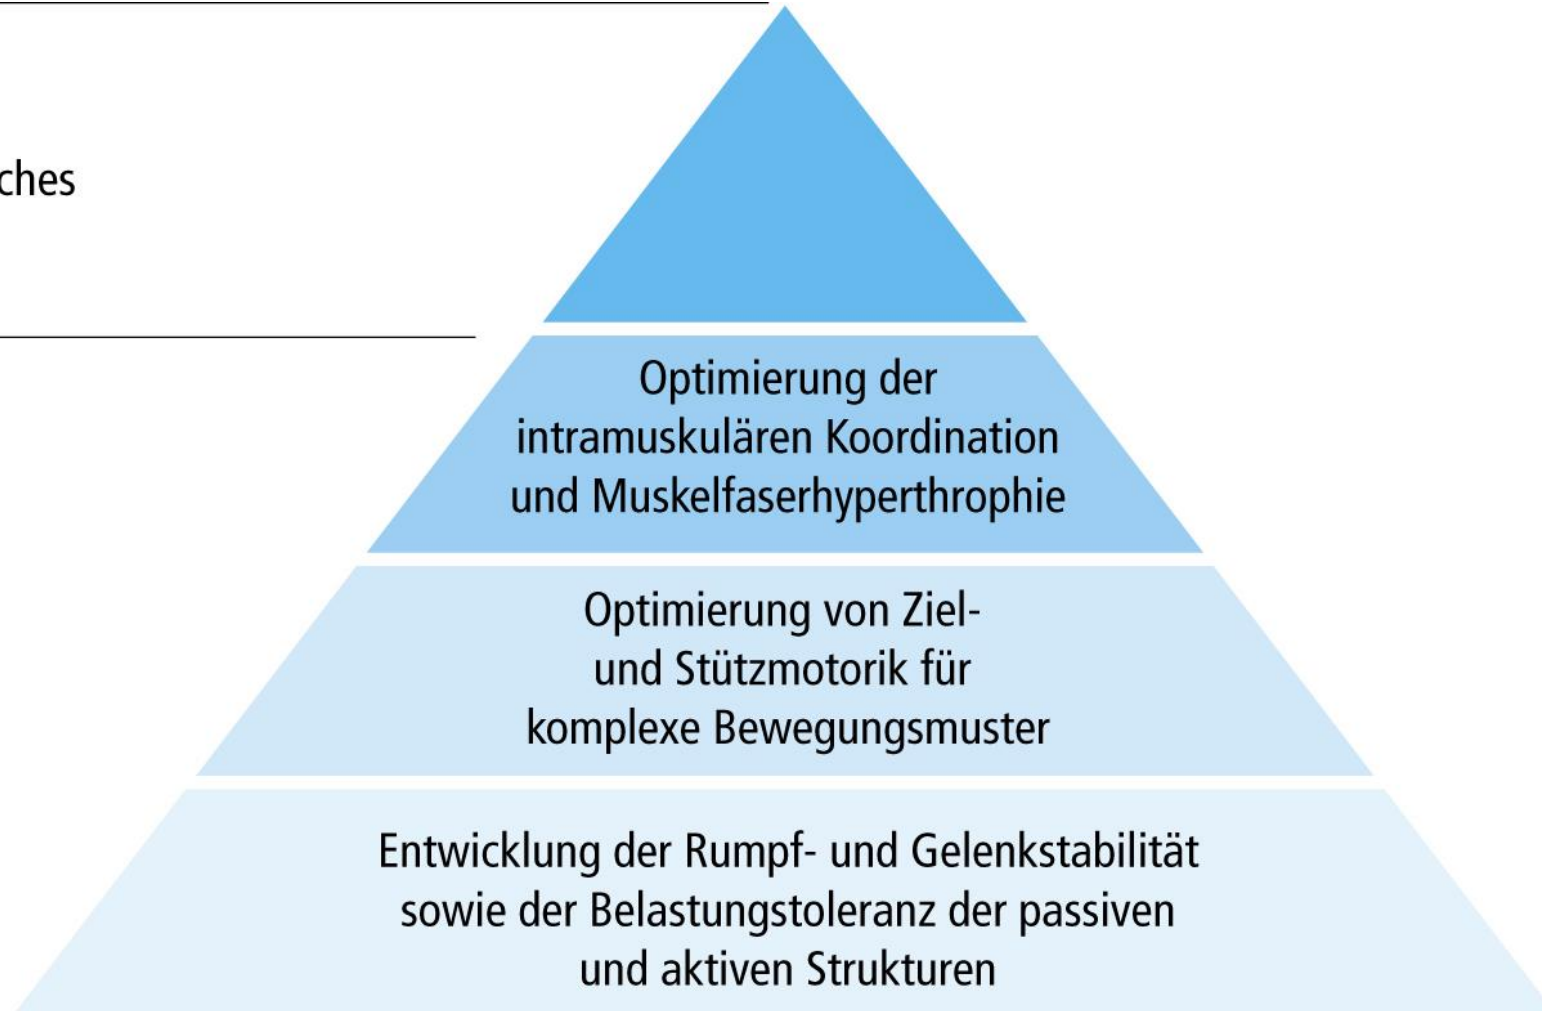 ches
Optimierung der
intramuskulären Koordination
und Muskelfaserhyperthrophie
Optimierung von Ziel-
und Stützmotorik für
komplexe Bewegungsmuster
Entwicklung der Rumpf- und Gelenkstabilität
sowie der Belastungstoleranz der passiven
und aktiven Strukturen